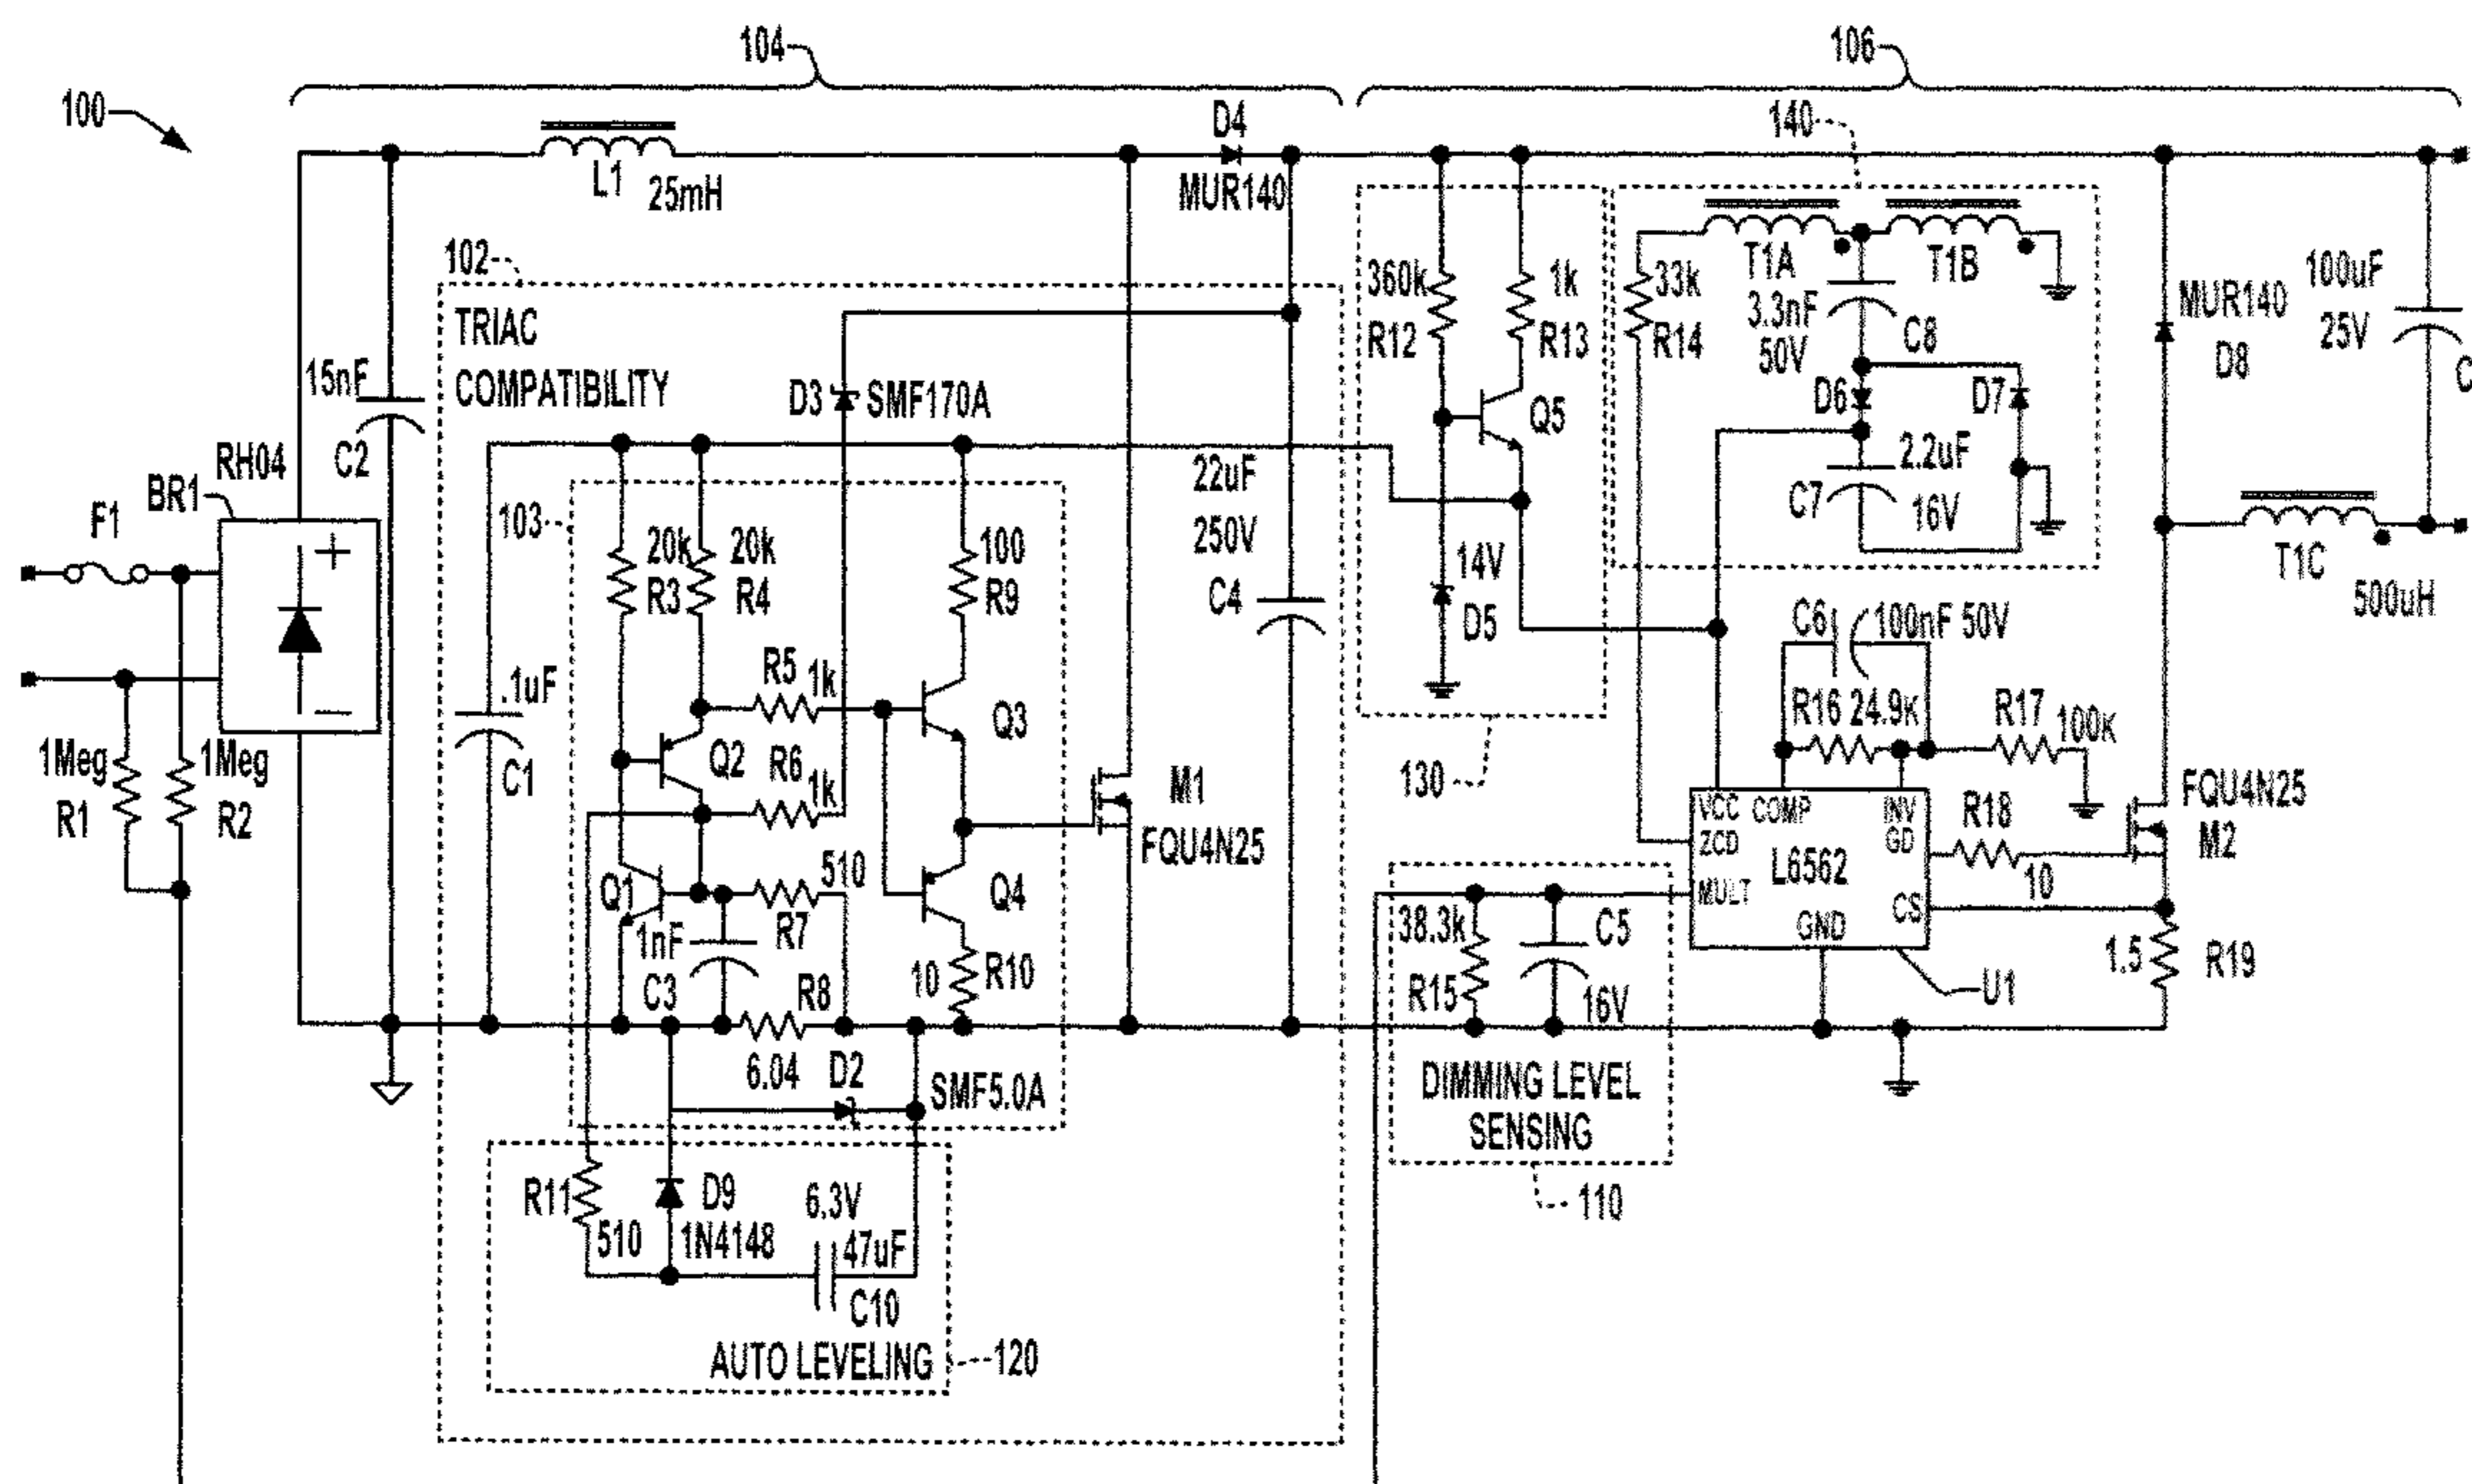 104
106
100
140
D4
L1
25mH
MUR140
102
TRIAC
COMPATIBILITY
360k
R12
1k
R13
33k
R14
T1A
T1B
3.3nF
50V
C8
MUR140
D8
100uF
25V
C
15nF
C2
D3
SMF170A
Q5
D6
D7
RH04
BR1
F1
103
22uF
250V
C4
2.2uF
C7
16V
20k
R3
20k
R4
100
R9
14V
D5
T1C
500uH
C6
100nF 50V
.1uF
C1
R5
1k
Q3
Q2
R6
1k
R16
24.9K
R17
100K
1Meg
R1
1Meg
R2
130
M1
FQU4N25
VCC
COMP
INV
ZCD
GD
L6562
MULT
CS
GND
R18
10
FQU4N25
M2
510
Q1
Q4
1nF
R7
C3
R8
10
R10
38.3k
R15
C5
16V
U1
1.5
R19
6.04
D2
SMF5.0A
DIMMING LEVEL
SENSING
110
R11
510
D9
1N4148
6.3V
47uF
C10
AUTO LEVELING
120